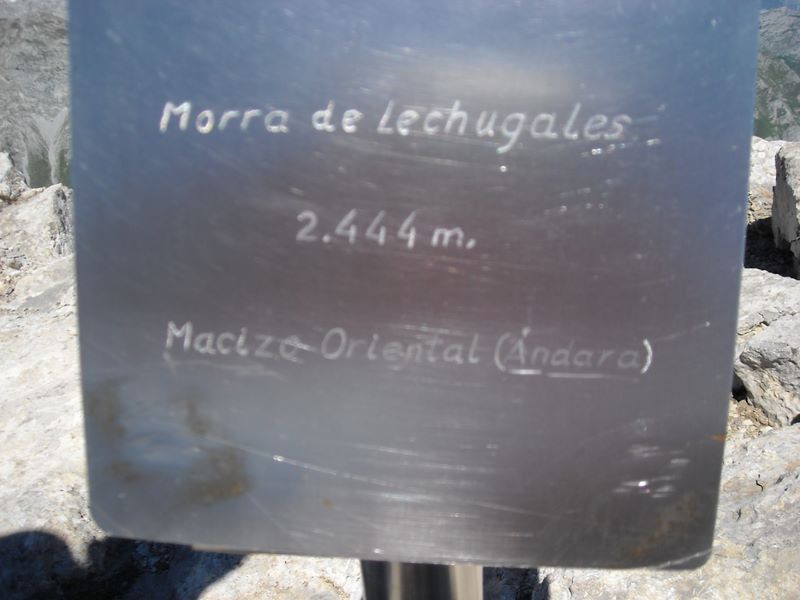 Morra de Lechugales
2.444 m.
Macizo Oriental (Ándara)